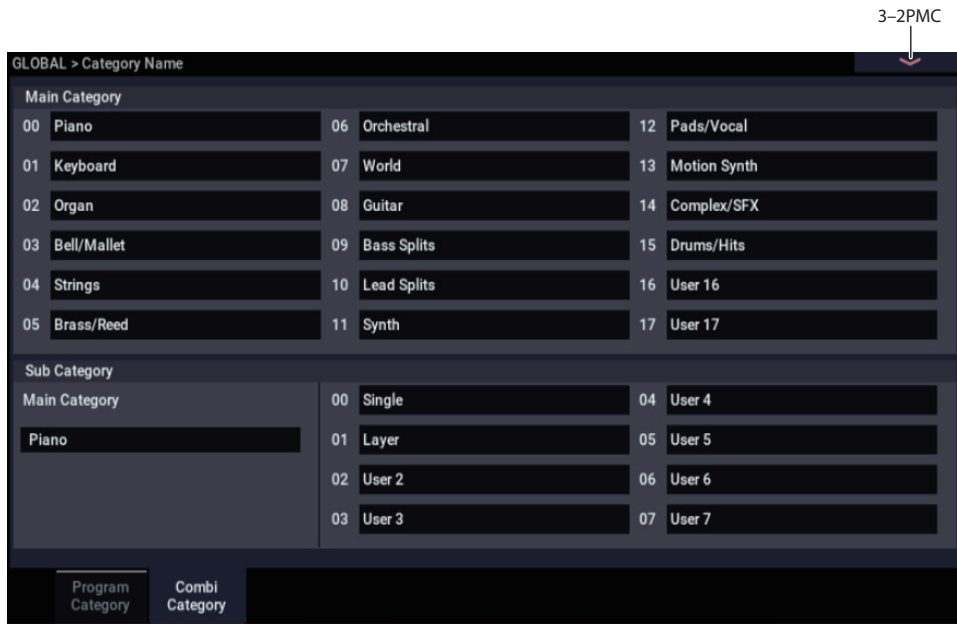 3–2PMC
GLOBAL > Category Name
Main Category
00 Piano 06 Orchestral 12 Pads/Vocal
01 Keyboard 07 World 13 Motion Synth
02 Organ 08 Guitar 14 Complex/SFX
03 Bell/Mallet 09 Bass Splits 15 Drums/Hits
04 Strings 10 Lead Splits 16 User 16
05 Brass/Reed 11 Synth 17 User 17
Sub Category
Main Category 00 Single 04 User 4
Piano 01 Layer 05 User 5
02 User 2 06 User 6
03 User 3 07 User 7
Program Combi
Category Category